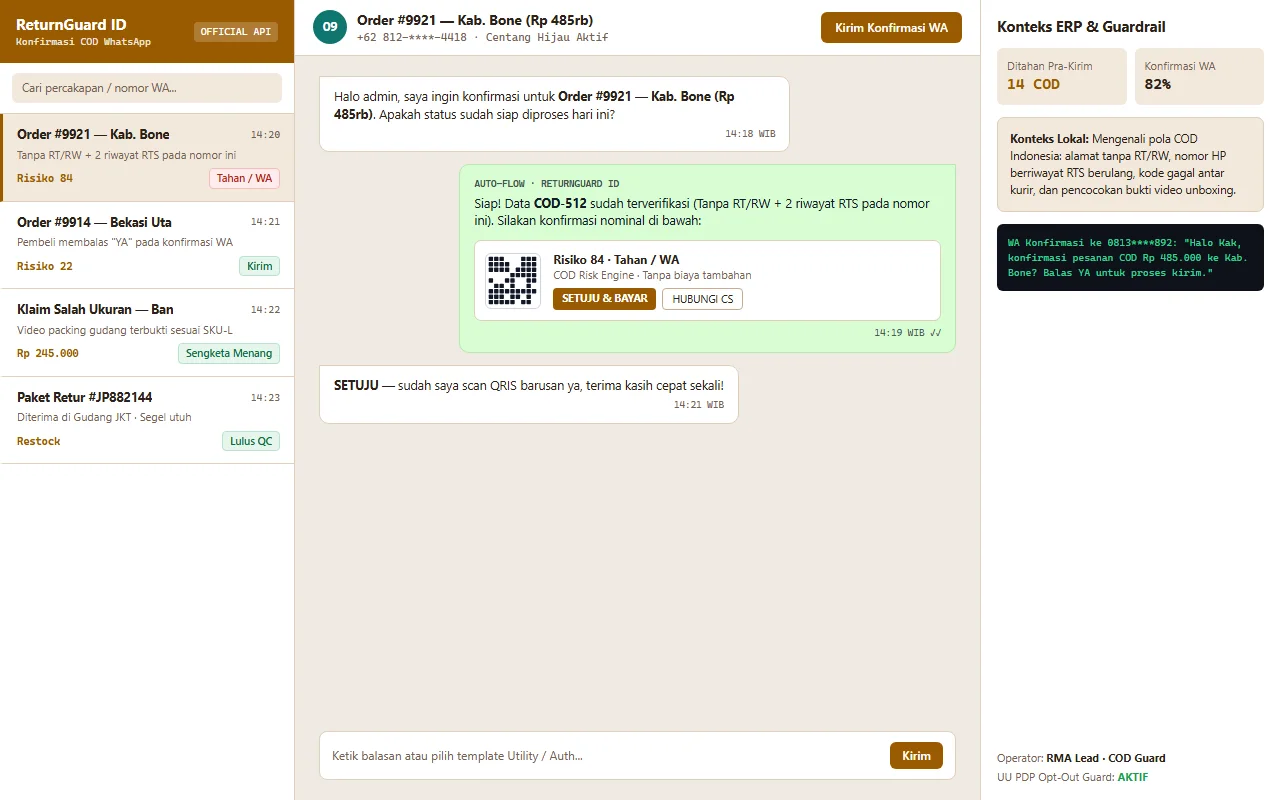 ReturnGuard ID
Konfirmasi COD WhatsApp
OFFICIAL API
Cari percakapan / nomor WA...
Order #9921 — Kab. Bone
14:20
Tanpa RT/RW + 2 riwayat RTS pada nomor ini
Risiko 84
Tahan / WA
Order #9914 — Bekasi Uta
14:21
Pembeli membalas "YA" pada konfirmasi WA
Risiko 22
Kirim
Klaim Salah Ukuran — Ban
14:22
Video packing gudang terbukti sesuai SKU-L
Rp 245.000
Sengketa Menang
Paket Retur #JP882144
14:23
Diterima di Gudang JKT · Segel utuh
Restock
Lulus QC
09
Order #9921 — Kab. Bone (Rp 485rb)
+62 812-****-4418 · Centang Hijau Aktif
Kirim Konfirmasi WA
Halo admin, saya ingin konfirmasi untuk Order #9921 — Kab. Bone (Rp
485rb). Apakah status sudah siap diproses hari ini?
14:18 WIB
AUTO-FLOW · RETURNGUARD ID
Siap! Data COD-512 sudah terverifikasi (Tanpa RT/RW + 2 riwayat RTS pada nomor
ini). Silakan konfirmasi nominal di bawah:
Risiko 84 · Tahan / WA
COD Risk Engine · Tanpa biaya tambahan
SETUJU & BAYAR
HUBUNGI CS
14:19 WIB ✓✓
SETUJU — sudah saya scan QRIS barusan ya, terima kasih cepat sekali!
14:21 WIB
Ketik balasan atau pilih template Utility / Auth...
Kirim
Konteks ERP & Guardrail
Ditahan Pra-Kirim
14 COD
Konfirmasi WA
82%
Konteks Lokal: Mengenali pola COD
Indonesia: alamat tanpa RT/RW, nomor HP
berriwayat RTS berulang, kode gagal antar
kurir, dan pencocokan bukti video unboxing.
WA Konfirmasi ke 0813****892: "Halo Kak,
konfirmasi pesanan COD Rp 485.000 ke Kab.
Bone? Balas YA untuk proses kirim."
Operator: RMA Lead · COD Guard
UU PDP Opt-Out Guard: AKTIF